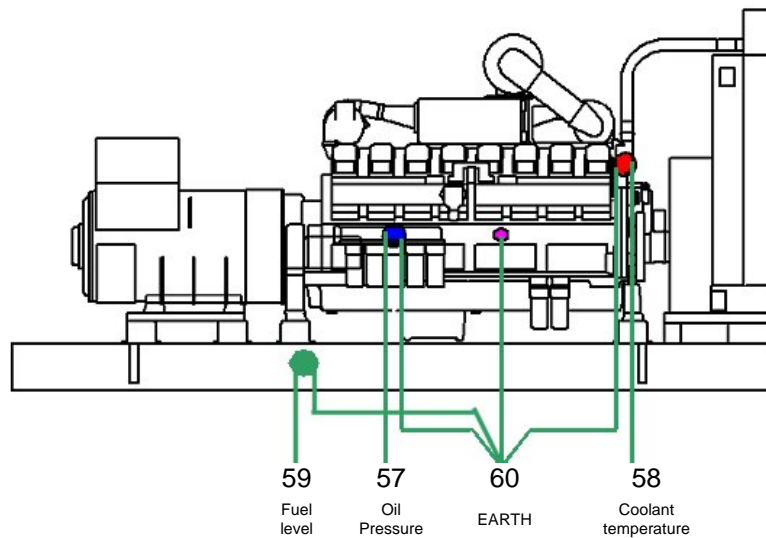 59 57 60 58
Fuel level
Oil Pressure
EARTH
Coolant temperature